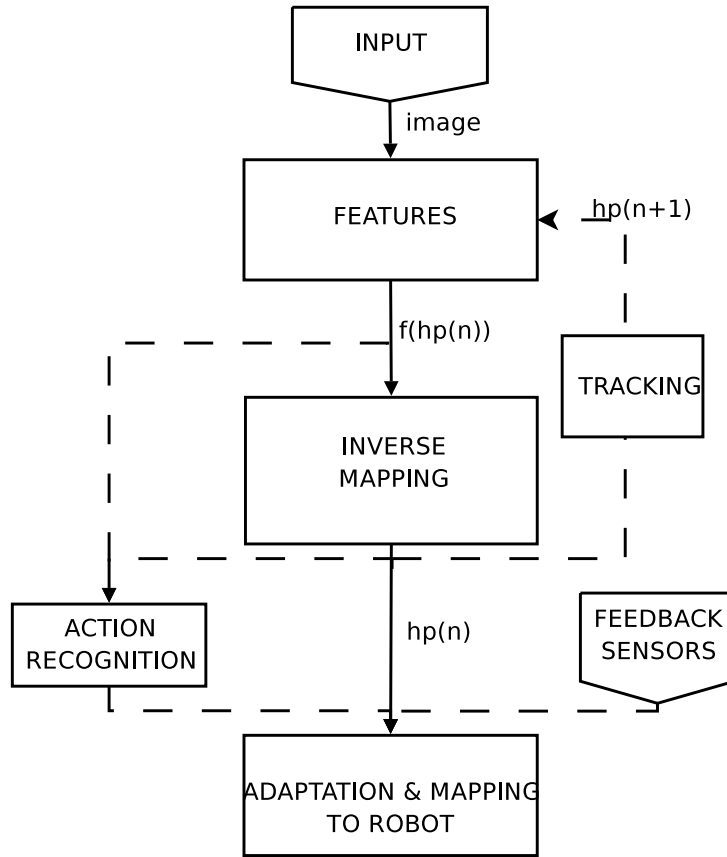 INPUT
image
FEATURES
hp(n+1)
f(hp(n))
TRACKING
INVERSE
MAPPING
ACTION
RECOGNITION
hp(n)
FEEDBACK
SENSORS
ADAPTATION & MAPPING
TO ROBOT